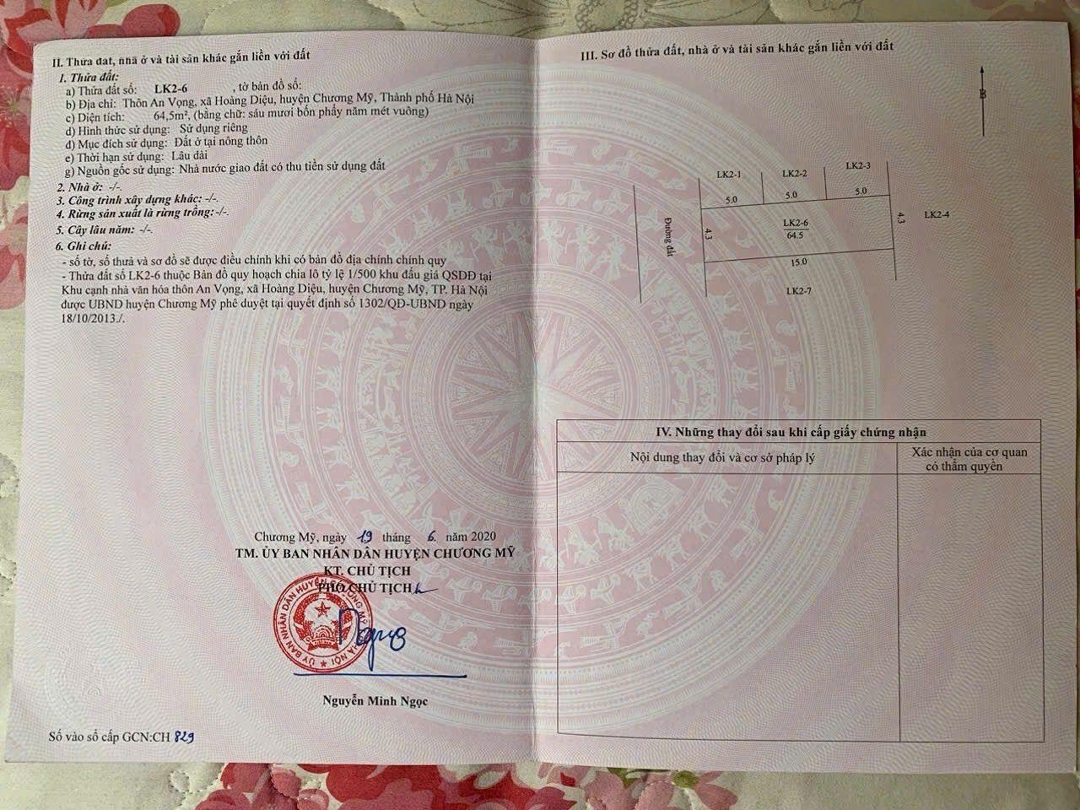 II. Thửa đất, nhà ở và tài sản khác gắn liền với đất
1. Thửa đất:
a) Thửa đất số: LK2-6 , tờ bản đồ số:
b) Địa chỉ: Thôn An Vọng, xã Hoàng Diệu, huyện Chương Mỹ, Thành phố Hà Nội
c) Diện tích: 64,5m², (bằng chữ: sáu mươi bốn phẩy năm mét vuông)
d) Hình thức sử dụng: Sử dụng riêng
đ) Mục đích sử dụng: Đất ở tại nông thôn
e) Thời hạn sử dụng: Lâu dài
g) Nguồn gốc sử dụng: Nhà nước giao đất có thu tiền sử dụng đất
2. Nhà ở: -/-.
3. Công trình xây dựng khác: -/-.
4. Rừng sản xuất là rừng trồng:-/-.
5. Cây lâu năm: -/-.
6. Ghi chú:
- số tờ, số thửa và sơ đồ sẽ được điều chỉnh khi có bản đồ địa chính chính quy
- Thửa đất số LK2-6 thuộc Bản đồ quy hoạch chia lô tỷ lệ 1/500 khu đấu giá QSDĐ tại
Khu cạnh nhà văn hóa thôn An Vọng, xã Hoàng Diệu, huyện Chương Mỹ, TP. Hà Nội
được UBND huyện Chương Mỹ phê duyệt tại quyết định số 1302/QĐ-UBND ngày
18/10/2013./.
Chương Mỹ, ngày 19 tháng 6 năm 2020
TM. ỦY BAN NHÂN DÂN HUYỆN CHƯƠNG MỸ
KT. CHỦ TỊCH
PHÓ CHỦ TỊCH
ỦY BAN NHÂN DÂN HUYỆN CHƯƠNG MỸ ★ HÀ NỘI ★
Nguyễn Minh Ngọc
Số vào sổ cấp GCN:CH 829
III. Sơ đồ thửa đất, nhà ở và tài sản khác gắn liền với đất
B
LK2-1 LK2-2 LK2-3
5.0 5.0 5.0
Đường đất
4.3
LK2-6
64.5
4.3
LK2-4
15.0
LK2-7
IV. Những thay đổi sau khi cấp giấy chứng nhận
Nội dung thay đổi và cơ sở pháp lý
Xác nhận của cơ quan
có thẩm quyền